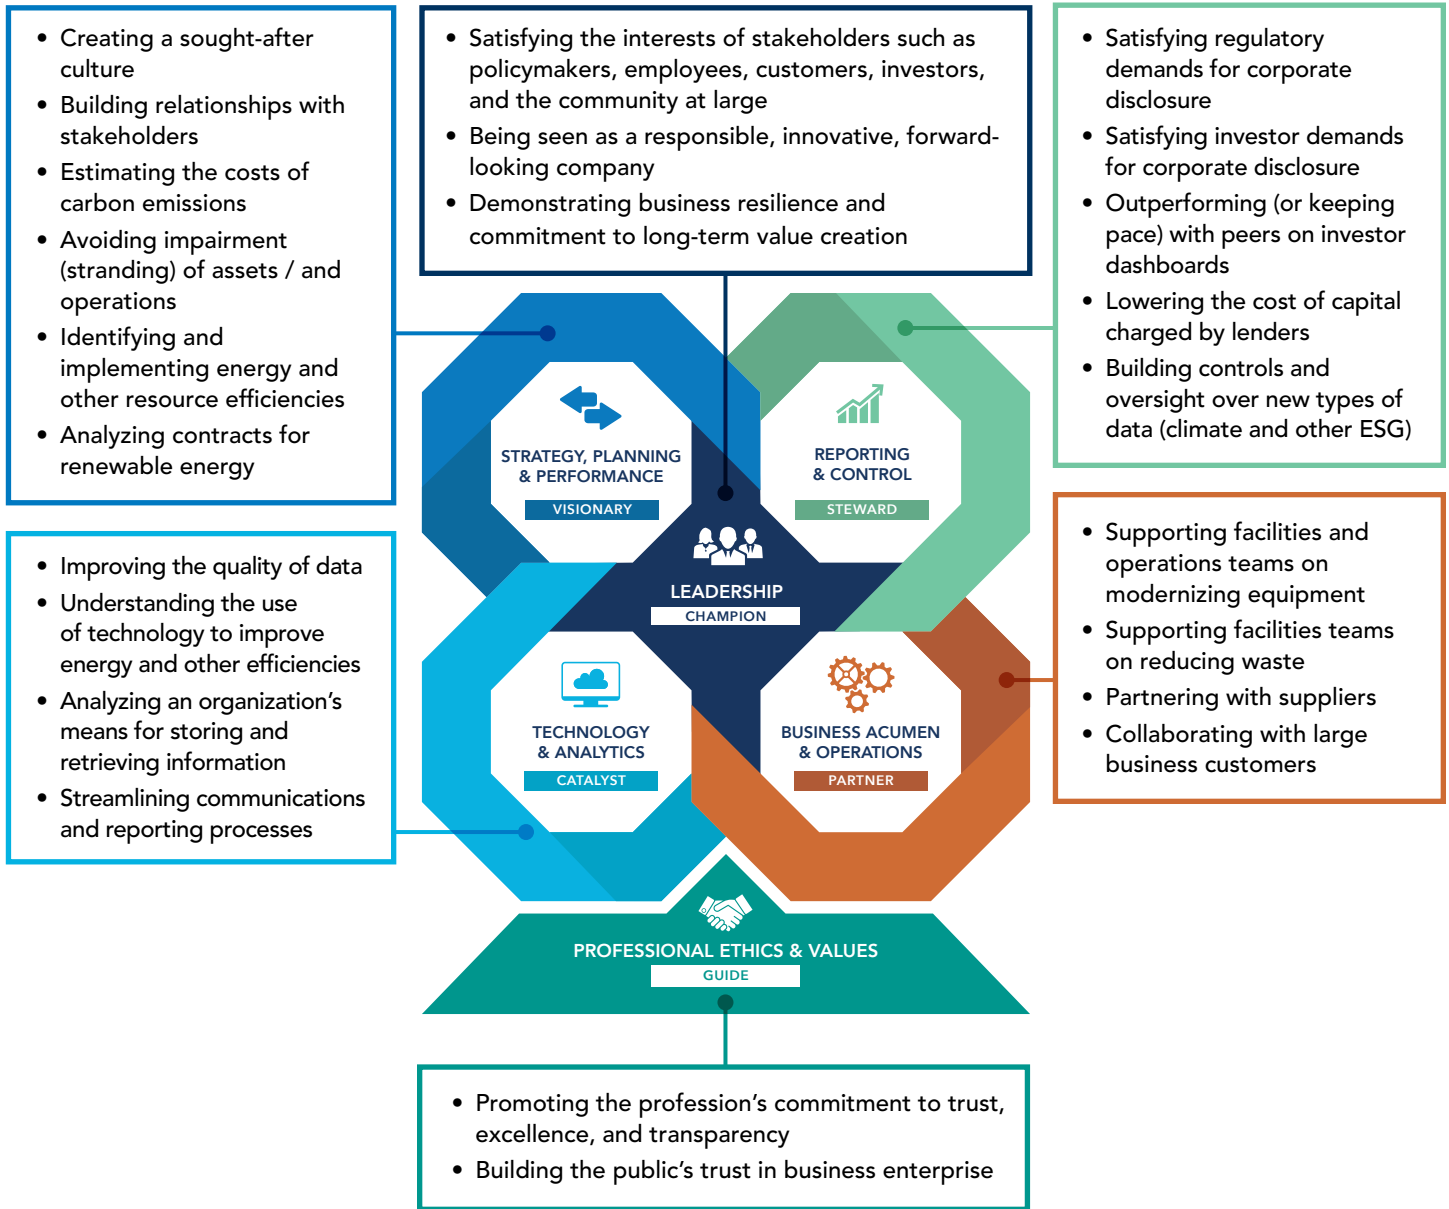 • Creating a sought-after
culture
• Building relationships with
stakeholders
• Estimating the costs of
carbon emissions
• Avoiding impairment
(stranding) of assets / and
operations
• Identifying and
implementing energy and
other resource efficiencies
• Analyzing contracts for
renewable energy
• Satisfying the interests of stakeholders such as
policymakers, employees, customers, investors,
and the community at large
• Being seen as a responsible, innovative, forward-
looking company
• Demonstrating business resilience and
commitment to long-term value creation
• Satisfying regulatory
demands for corporate
disclosure
• Satisfying investor demands
for corporate disclosure
• Outperforming (or keeping
pace) with peers on investor
dashboards
• Lowering the cost of capital
charged by lenders
• Building controls and
oversight over new types of
data (climate and other ESG)
STRATEGY, PLANNING
& PERFORMANCE
VISIONARY
REPORTING
& CONTROL
STEWARD
LEADERSHIP
CHAMPION
• Improving the quality of data
• Understanding the use
of technology to improve
energy and other efficiencies
• Analyzing an organization’s
means for storing and
retrieving information
• Streamlining communications
and reporting processes
TECHNOLOGY
& ANALYTICS
CATALYST
BUSINESS ACUMEN
& OPERATIONS
PARTNER
• Supporting facilities and
operations teams on
modernizing equipment
• Supporting facilities teams
on reducing waste
• Partnering with suppliers
• Collaborating with large
business customers
PROFESSIONAL ETHICS & VALUES
GUIDE
• Promoting the profession’s commitment to trust,
excellence, and transparency
• Building the public’s trust in business enterprise